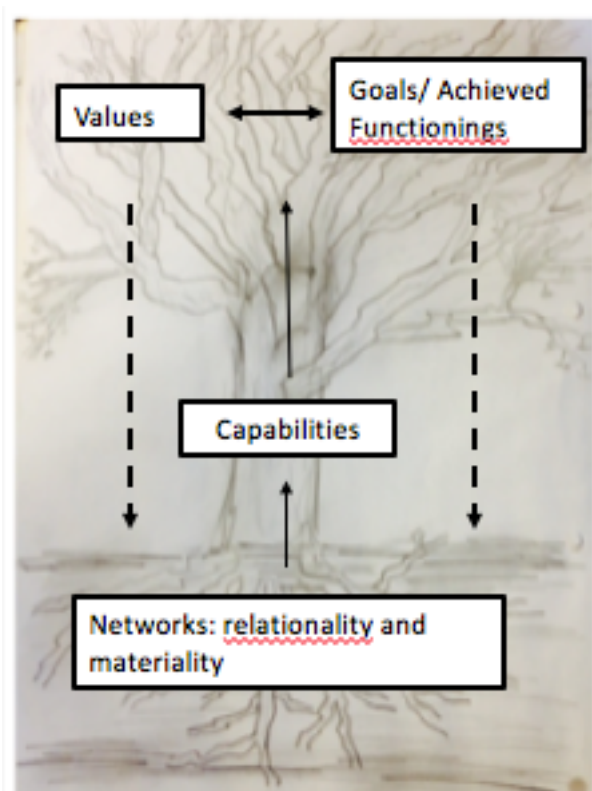 Values
Goals/ Achieved
Functionings
Capabilities
Networks: relationality and
materiality